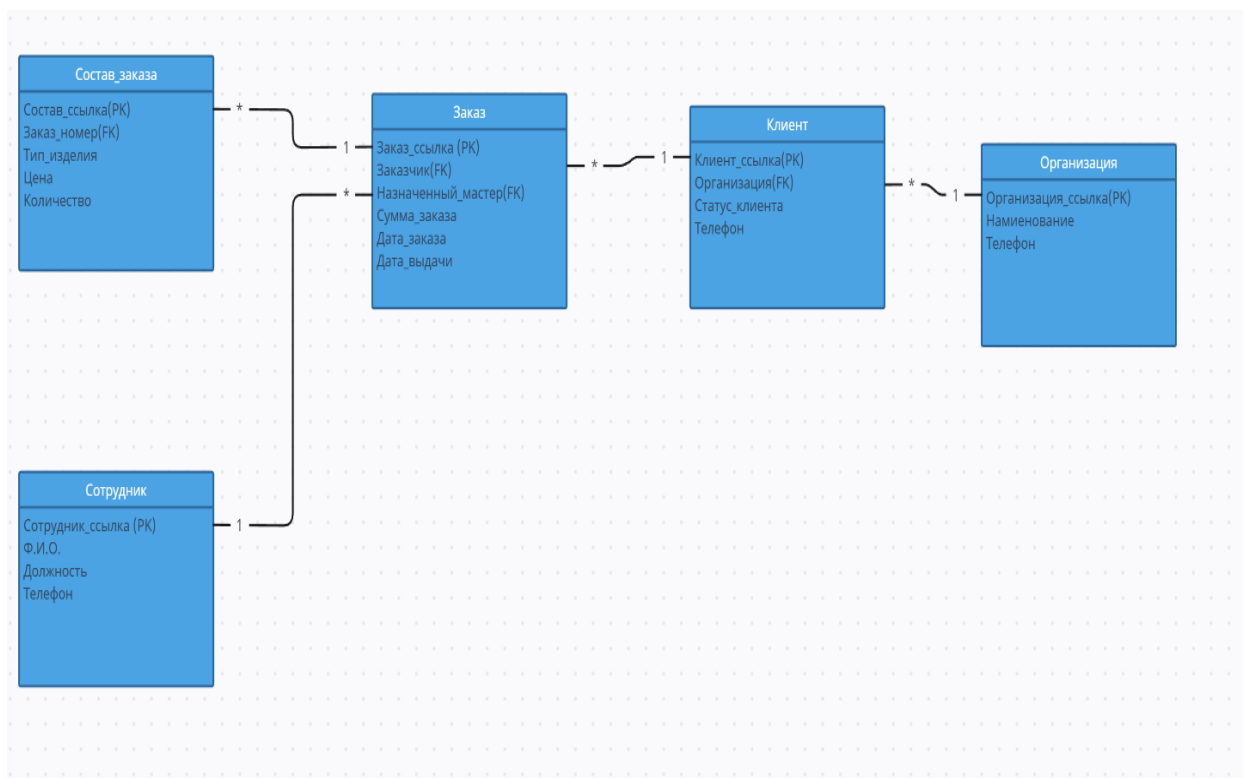 Состав_заказа
Состав_ссылка(PK)
Заказ_номер(FK)
Тип_изделия
Цена
Количество
*
1
Заказ
Заказ_ссылка (PK)
Заказчик(FK)
Назначенный_мастер(FK)
Сумма_заказа
Дата_заказа
Дата_выдачи
*
1
*
1
Клиент
Клиент_ссылка(PK)
Организация(FK)
Статус_клиента
Телефон
*
1
Организация
Организация_ссылка(PK)
Намиенование
Телефон
Сотрудник
Сотрудник_ссылка (PK)
Ф.И.О.
Должность
Телефон